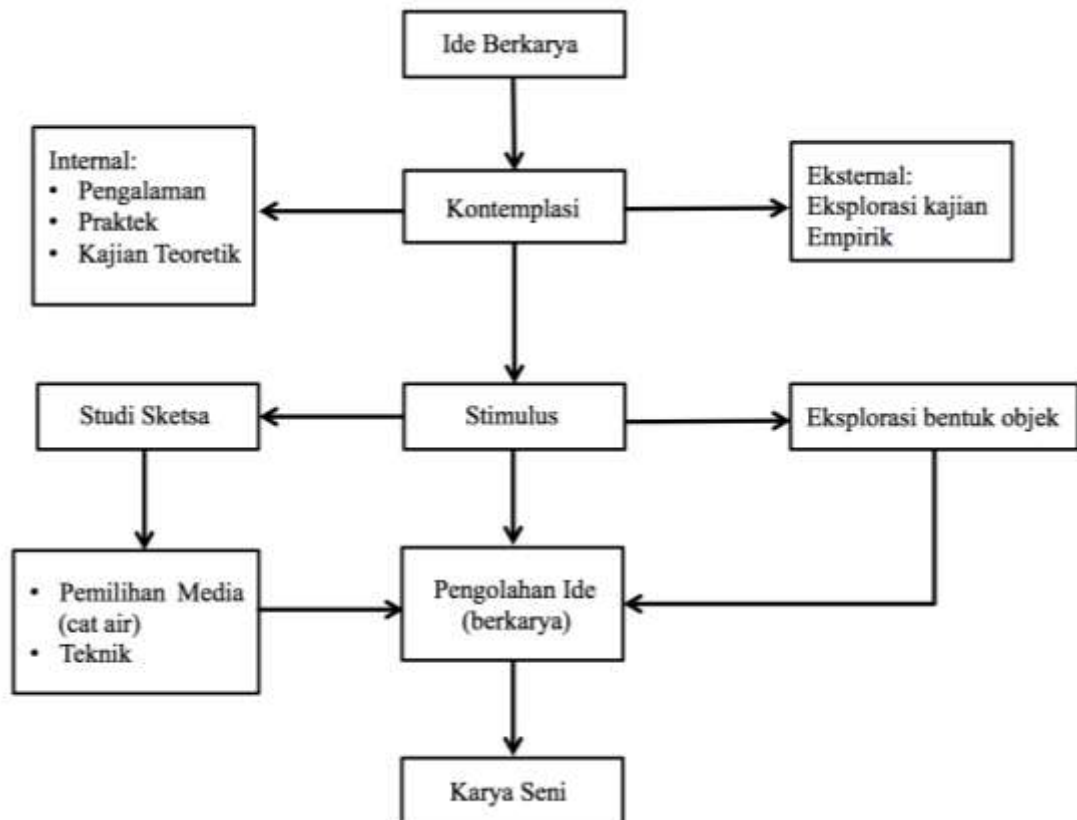 Ide Berkarya
Internal:
• Pengalaman
• Praktek
• Kajian Teoretik
Kontemplasi
Eksternal:
Eksplorasi kajian
Empirik
Studi Sketsa
Stimulus
Eksplorasi bentuk objek
• Pemilihan Media
(cat air)
• Teknik
Pengolahan Ide
(berkarya)
Karya Seni